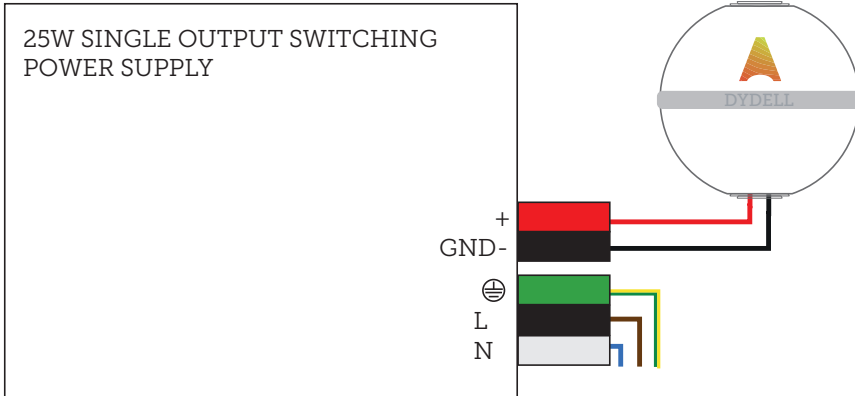 25W SINGLE OUTPUT SWITCHING
POWER SUPPLY
DYDELL
+
GND-
L
N